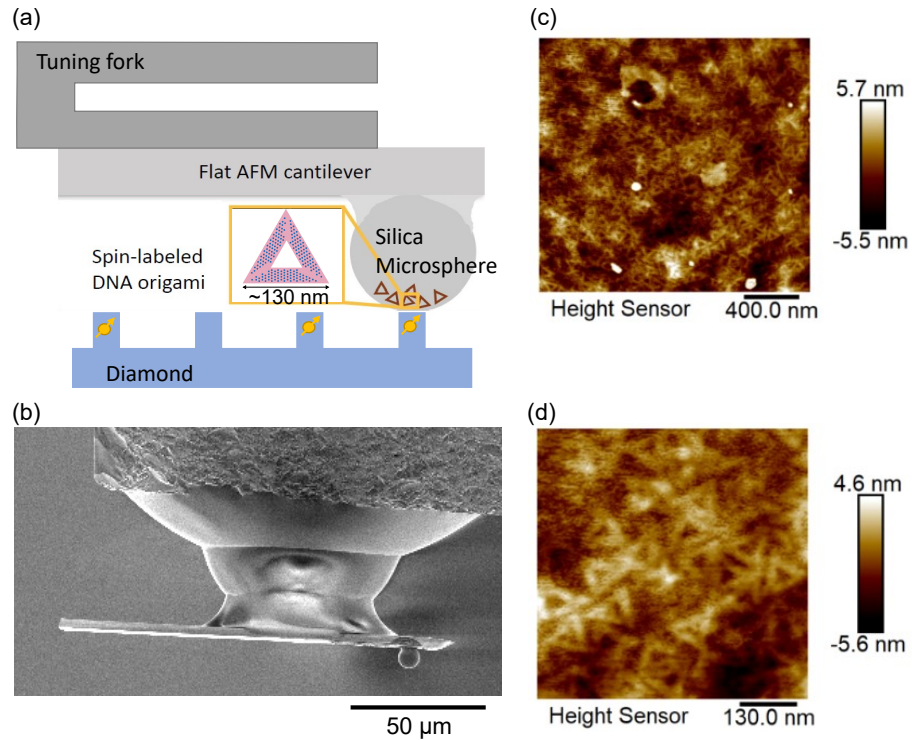 (a)
Tuning fork
Flat AFM cantilever
Spin-labeled
DNA origami
~130 nm
Silica
Microsphere
Diamond
(b)
50 µm
(c)
5.7 nm
-5.5 nm
Height Sensor
400.0 nm
(d)
4.6 nm
-5.6 nm
Height Sensor
130.0 nm